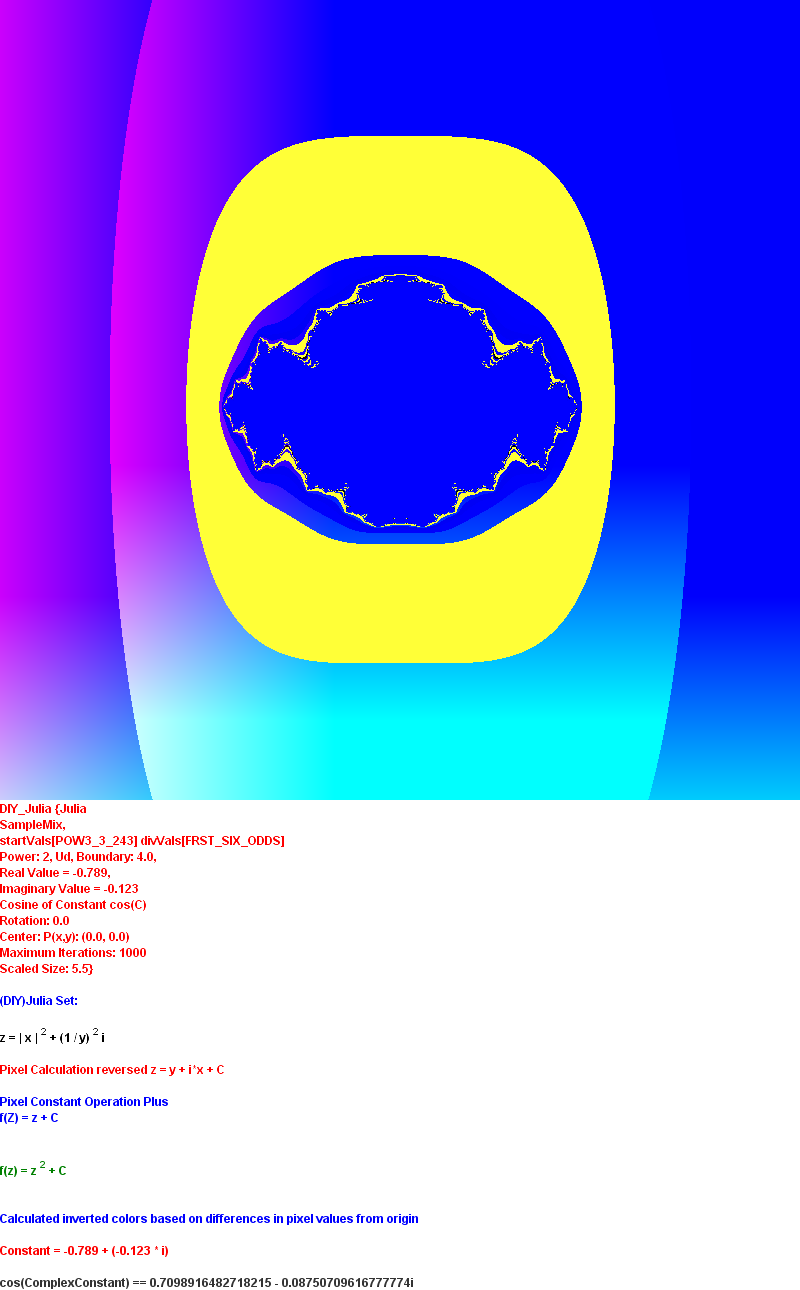 DIY_Julia {Julia
SampleMix,
startVals[POW3_3_243] divVals[FRST_SIX_ODDS]
Power: 2, Ud, Boundary: 4.0,
Real Value = -0.789,
Imaginary Value = -0.123
Cosine of Constant cos(C)
Rotation: 0.0
Center: P(x,y): (0.0, 0.0)
Maximum Iterations: 1000
Scaled Size: 5.5}
(DIY)Julia Set:
z = | x | 2 + (1 / y) 2 i
Pixel Calculation reversed z = y + i*x + C
Pixel Constant Operation Plus
f(Z) = z + C
f(z) = z 2 + C
Calculated inverted colors based on differences in pixel values from origin
Constant = -0.789 + (-0.123 * i)
cos(ComplexConstant) == 0.7098916482718215 - 0.08750709616777774i